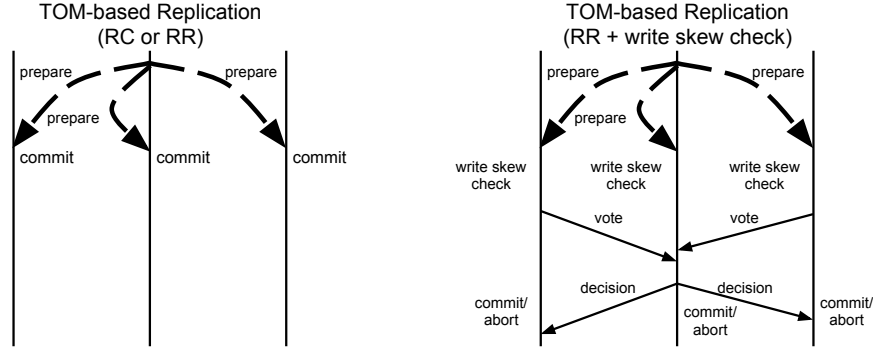 TOM-based Replication
(RC or RR)
prepare
prepare
prepare
commit
commit
commit
TOM-based Replication
(RR + write skew check)
prepare
prepare
prepare
write skew
check
write skew
check
write skew
check
vote
vote
decision
decision
commit/
abort
commit/
abort
commit/
abort